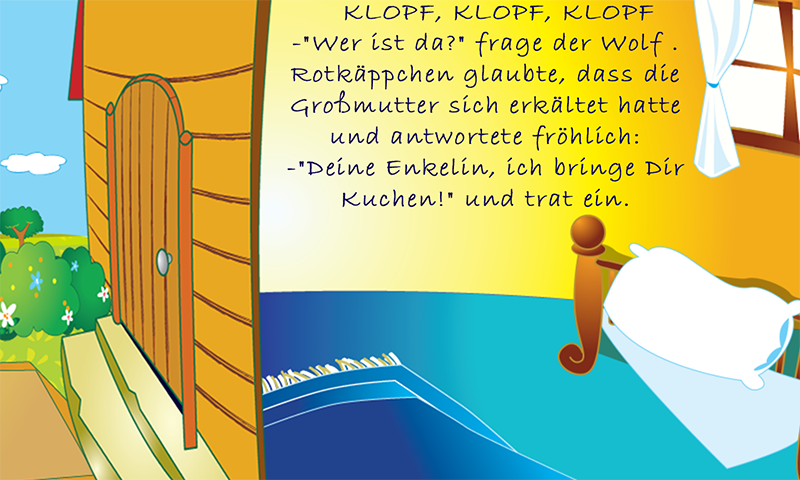 KLOPF, KLOPF, KLOPF
-"Wer ist da?" frage der Wolf .
Rotkäppchen glaubte, dass die
Großmutter sich erkältet hatte
und antwortete fröhlich:
-"Deine Enkelin, ich bringe Dir
Kuchen!" und trat ein.